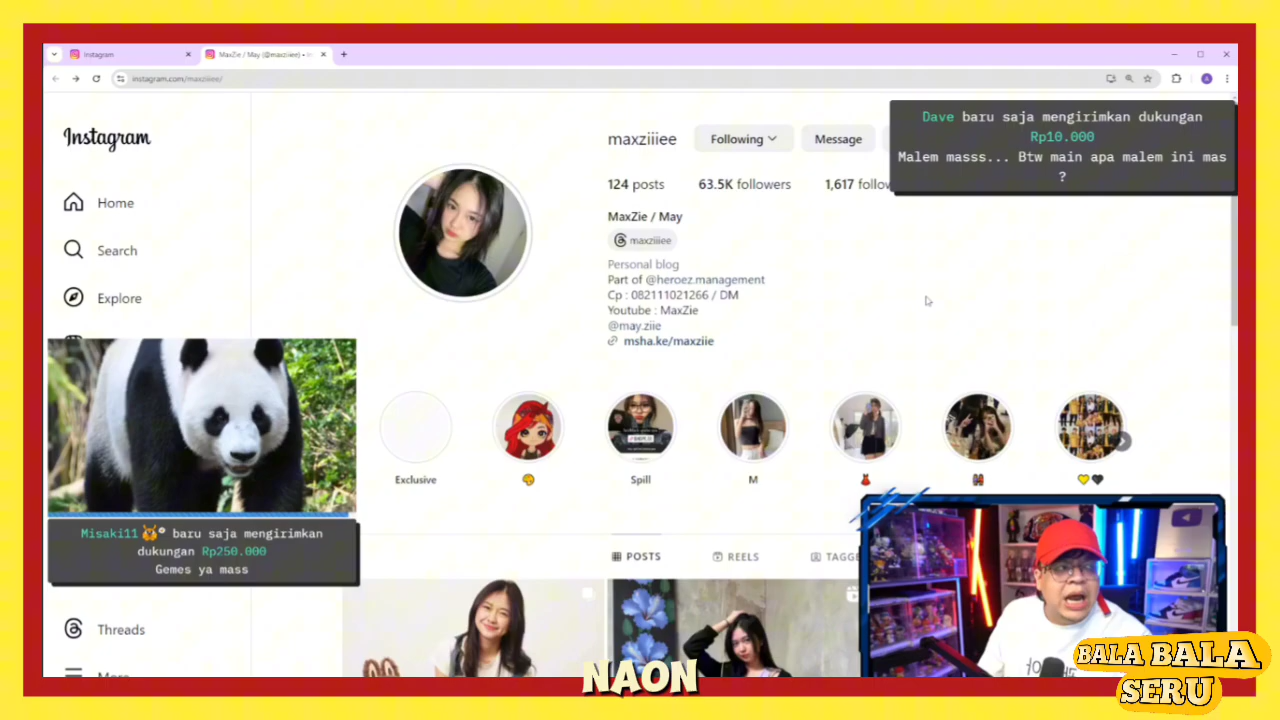 Instagram
MaxZie / May (@maxziiiee) • In
instagram.com/maxziiiee/
Instagram
Home
Search
Explore
Threads
More
maxziiiee
Following
Message
124 posts
63.5K followers
1,617 follow
MaxZie / May
maxziiiee
Personal blog
Part of @heroez.management
Cp : 082111021266 / DM
Youtube : MaxZie
@may.ziie
msha.ke/maxziie
Exclusive
Spill
M
POSTS
REELS
TAGGE
Dave baru saja mengirimkan dukungan
Rp10.000
Malem masss... Btw main apa malem ini mas
?
Misaki11 baru saja mengirimkan
dukungan Rp250.000
Gemes ya mass
NAON
BALA BALA
SERU